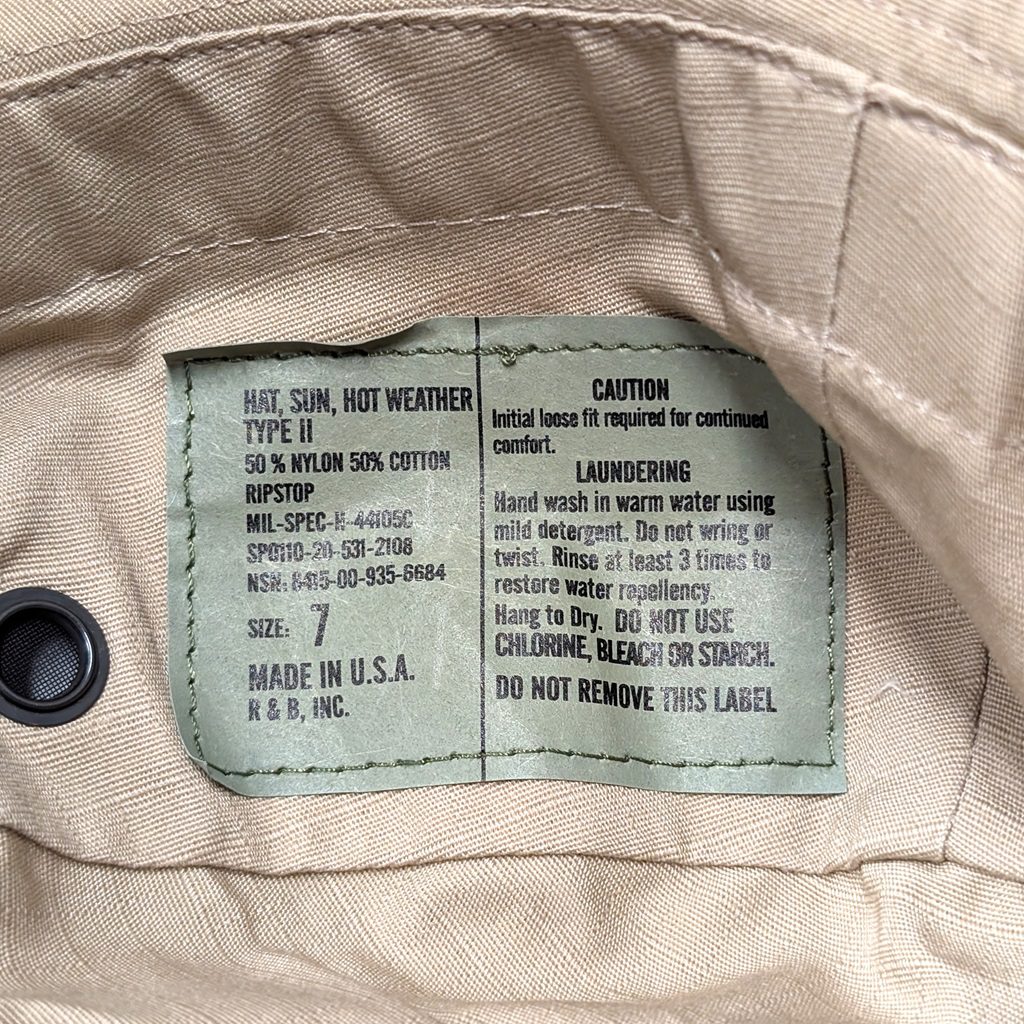 HAT, SUN, HOT WEATHER
TYPE II
50 % NYLON 50% COTTON
RIPSTOP
MIL-SPEC-H-44105C
SP0110-20-531-2108
NSN: 8415-00-935-6684
SIZE: 7
MADE IN U.S.A.
R & B, INC.
CAUTION
Initial loose fit required for continued
comfort.
LAUNDERING
Hand wash in warm water using
mild detergent. Do not wring or
twist. Rinse at least 3 times to
restore water repellency.
Hang to Dry. DO NOT USE
CHLORINE, BLEACH OR STARCH.
DO NOT REMOVE THIS LABEL